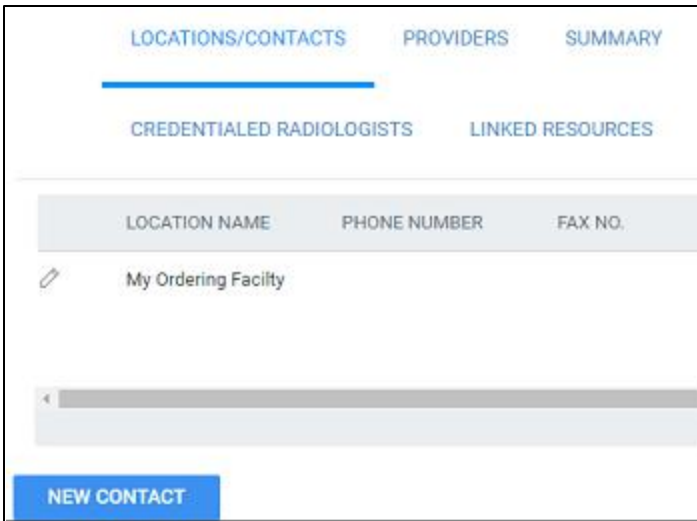 LOCATIONS/CONTACTS PROVIDERS SUMMARY
CREDENTIALED RADIOLOGISTS LINKED RESOURCES
LOCATION NAME PHONE NUMBER FAX NO.
My Ordering Facilty
NEW CONTACT